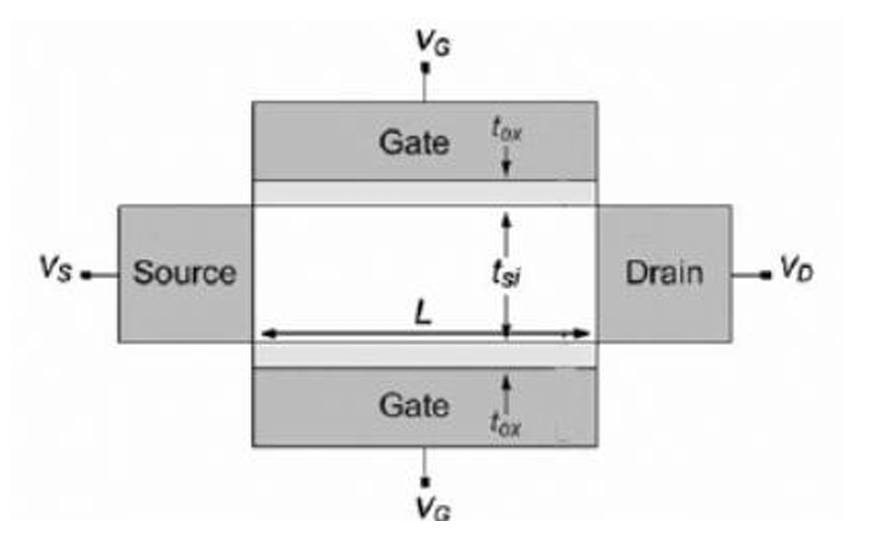 VG
Gate
tox
VS
Source
tsi
Drain
VD
L
Gate
tox
VG